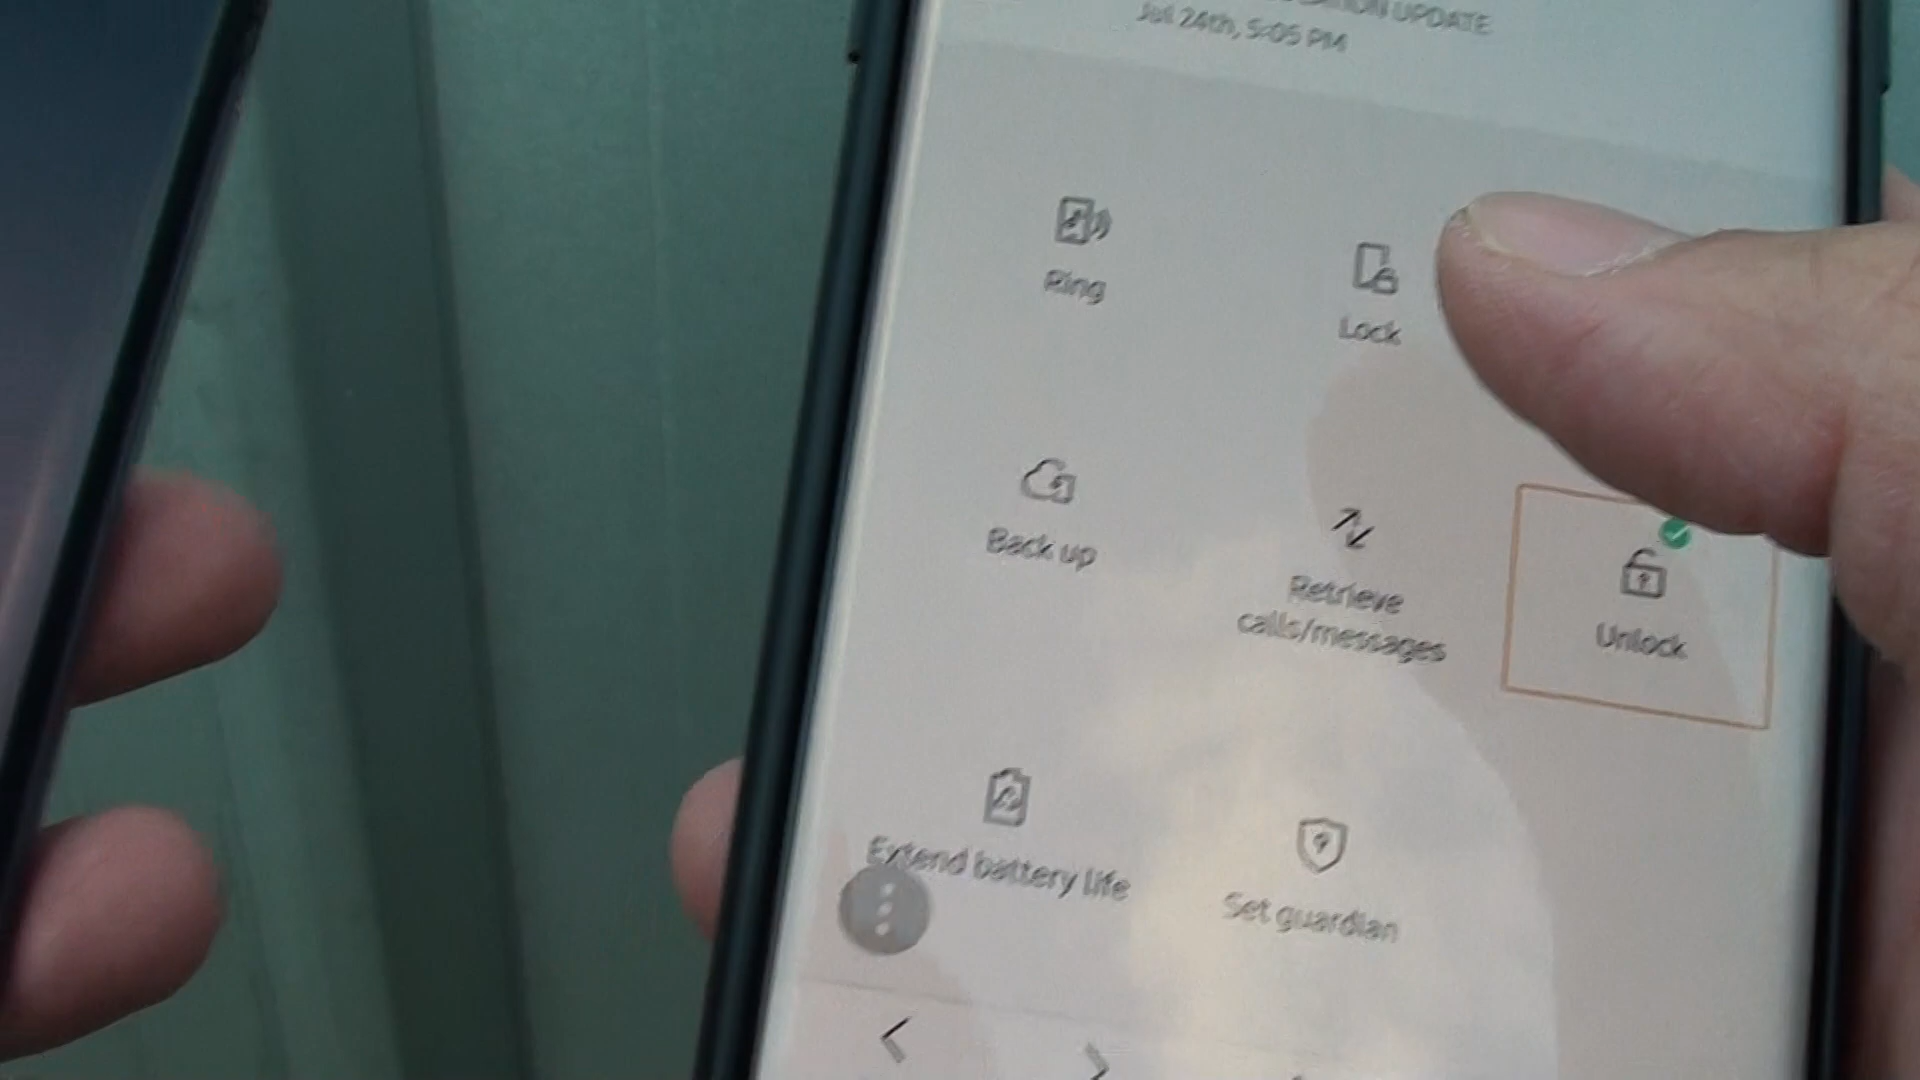 UPDATE
Jul 24th, 5:05 PM
Ring
Lock
Back up
Retrieve
calls/messages
Unlock
Extend battery life
Set guardian